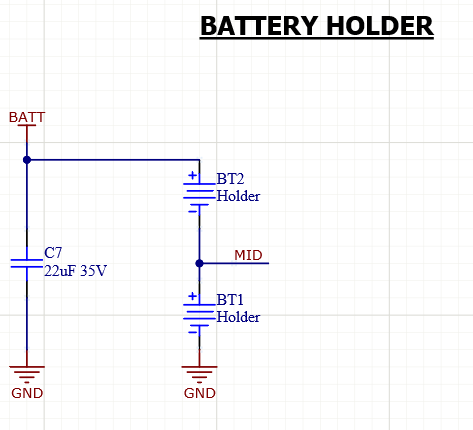 BATTERY HOLDER
BATT
+
BT2
Holder
-
MID
C7
22uF 35V
+
BT1
Holder
-
GND
GND